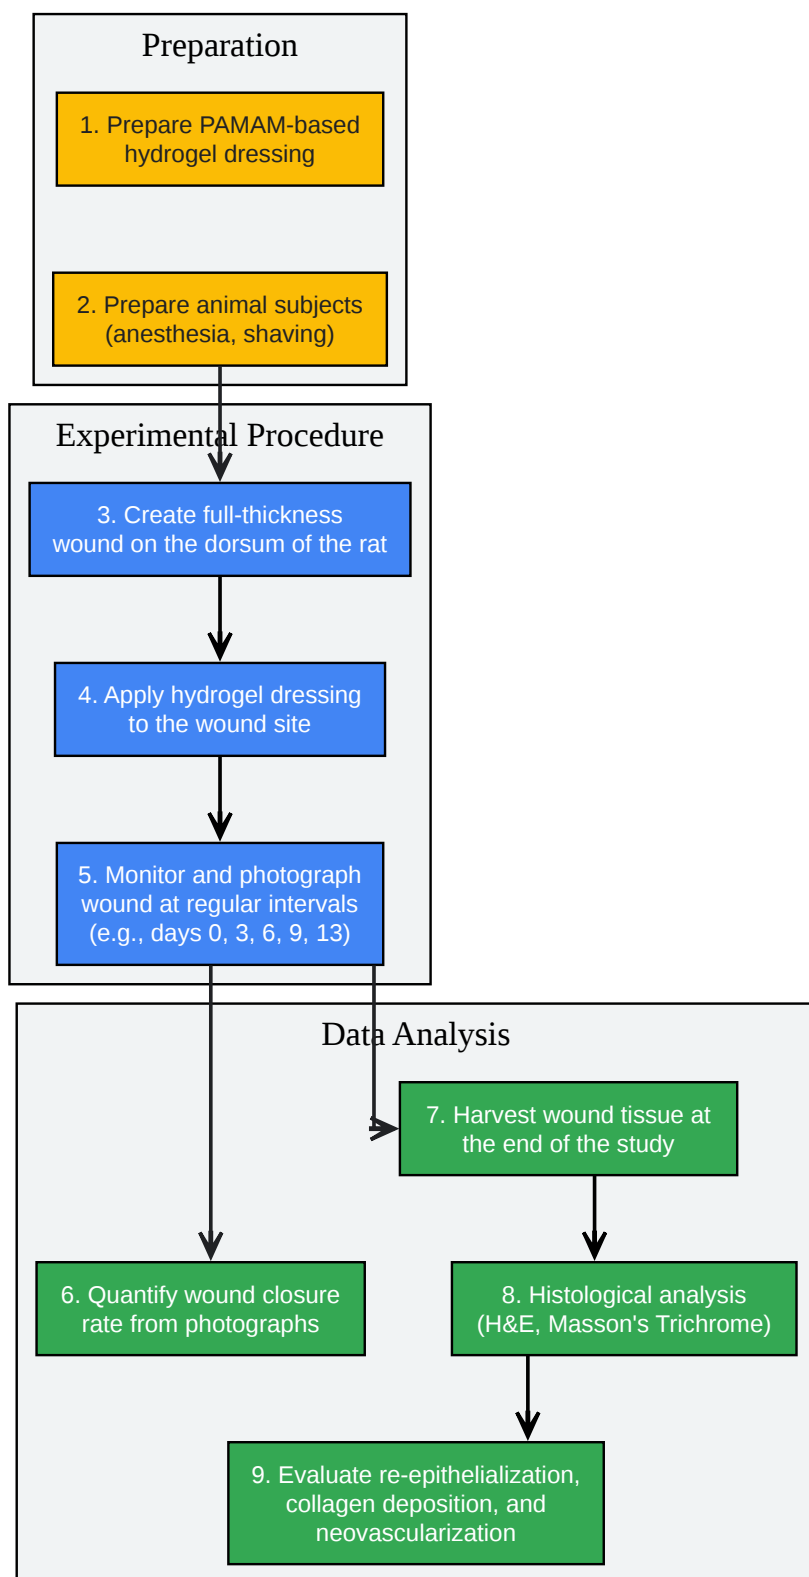 Preparation
1. Prepare PAMAM-based
hydrogel dressing
2. Prepare animal subjects
(anesthesia, shaving)
Experimental Procedure
3. Create full-thickness
wound on the dorsum of the rat
4. Apply hydrogel dressing
to the wound site
5. Monitor and photograph
wound at regular intervals
(e.g., days 0, 3, 6, 9, 13)
Data Analysis
7. Harvest wound tissue at
the end of the study
6. Quantify wound closure
rate from photographs
8. Histological analysis
(H&E, Masson's Trichrome)
9. Evaluate re-epithelialization,
collagen deposition, and
neovascularization